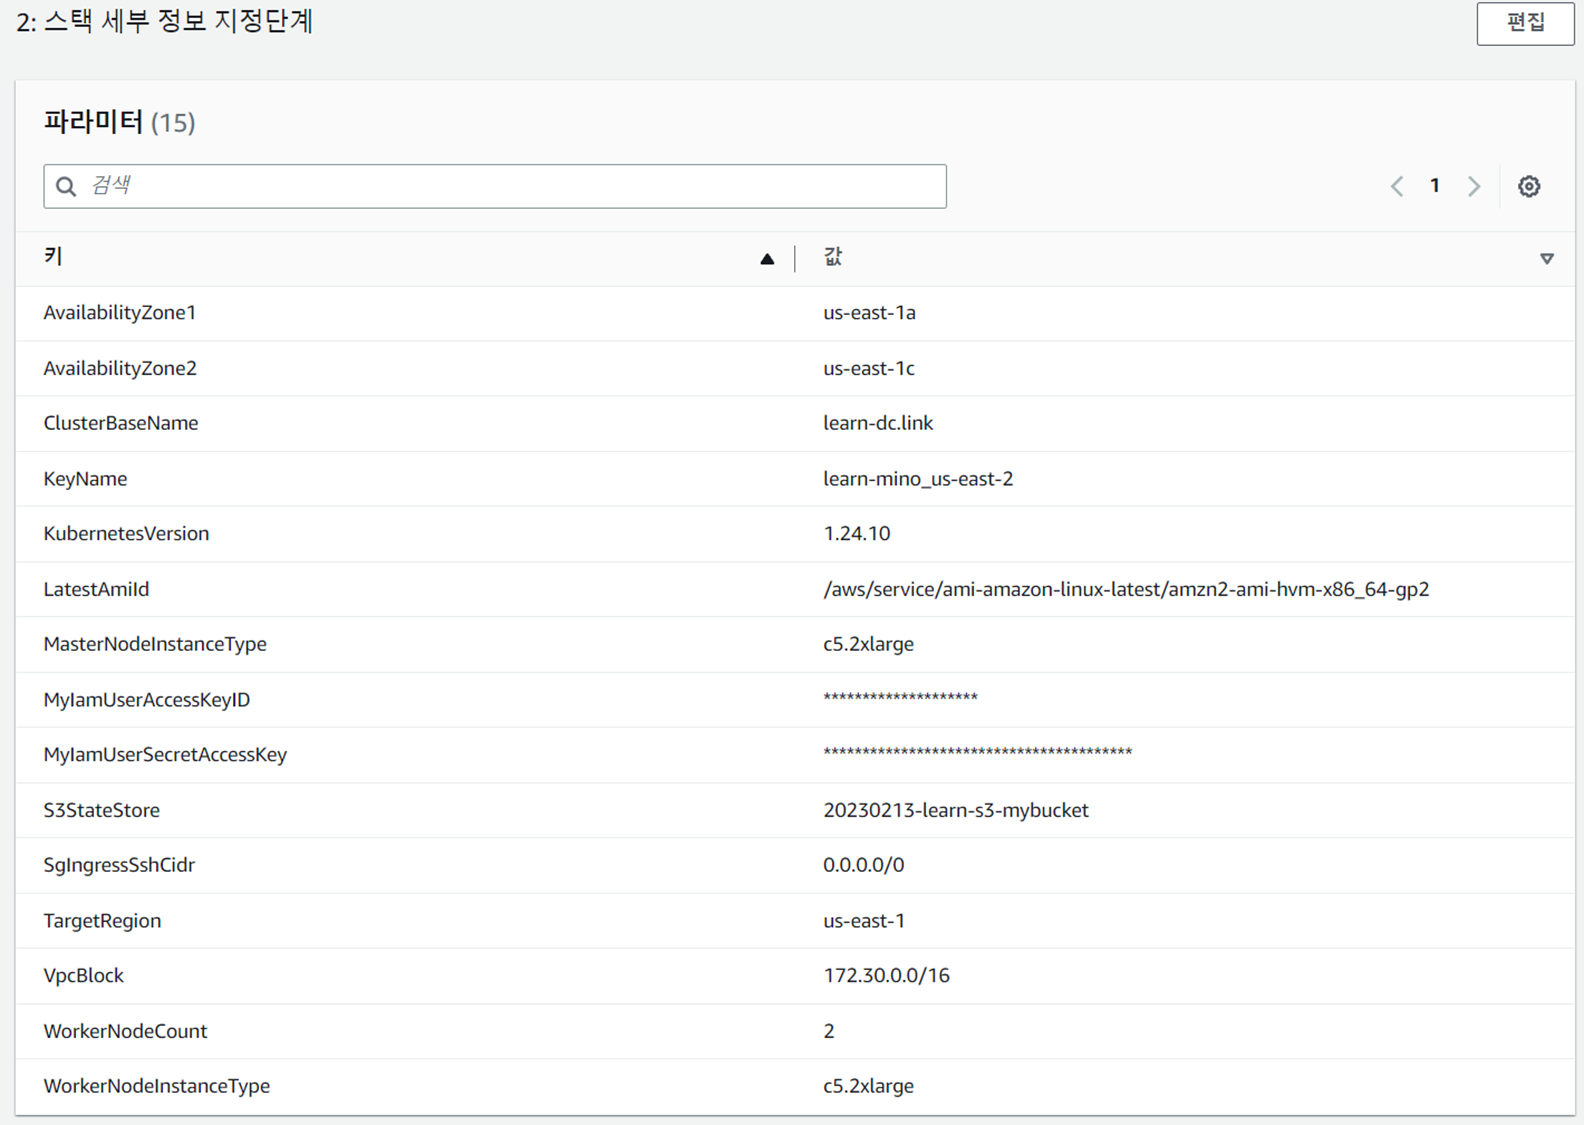 2: 스택 세부 정보 지정단계
편집
파라미터 (15)
검색
1
키 값
AvailabilityZone1 us-east-1a
AvailabilityZone2 us-east-1c
ClusterBaseName learn-dc.link
KeyName learn-mino_us-east-2
KubernetesVersion 1.24.10
LatestAmiId /aws/service/ami-amazon-linux-latest/amzn2-ami-hvm-x86_64-gp2
MasterNodeInstanceType c5.2xlarge
MyIamUserAccessKeyID ********************
MyIamUserSecretAccessKey ****************************************
S3StateStore 20230213-learn-s3-mybucket
SgIngressSshCidr 0.0.0.0/0
TargetRegion us-east-1
VpcBlock 172.30.0.0/16
WorkerNodeCount 2
WorkerNodeInstanceType c5.2xlarge